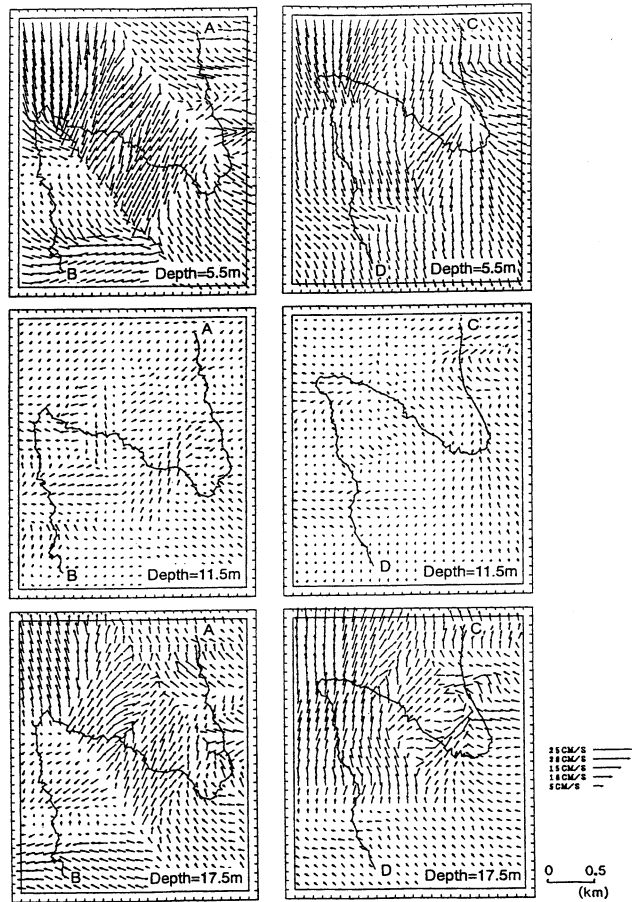 A
C
B
Depth=5.5m
D
Depth=5.5m
A
C
B
Depth=11.5m
D
Depth=11.5m
A
C
25CM/S
20CM/S
15CM/S
10CM/S
5CM/S
B
Depth=17.5m
D
Depth=17.5m
0 0.5
(km)